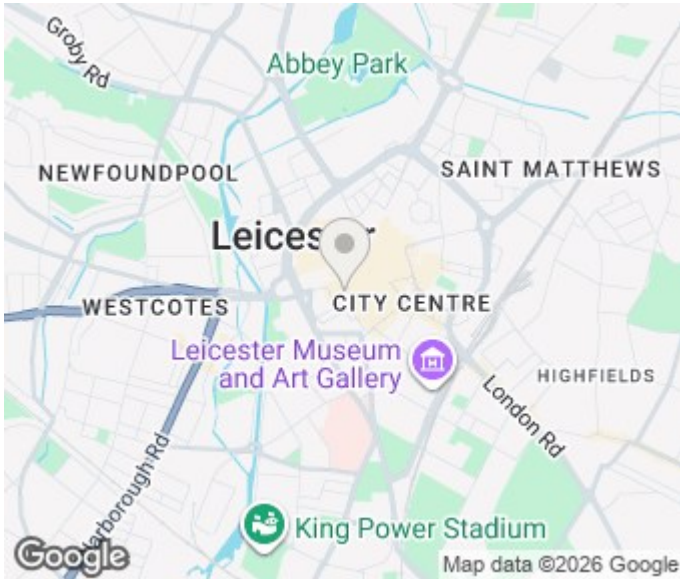 Groby Rd
Abbey Park
NEWFOUNDPOOL
SAINT MATTHEWS
Leicester
WESTCOTES
CITY CENTRE
Leicester Museum
and Art Gallery
HIGHFIELDS
London Rd
Narborough Rd
King Power Stadium
Google
Map data ©2026 Google